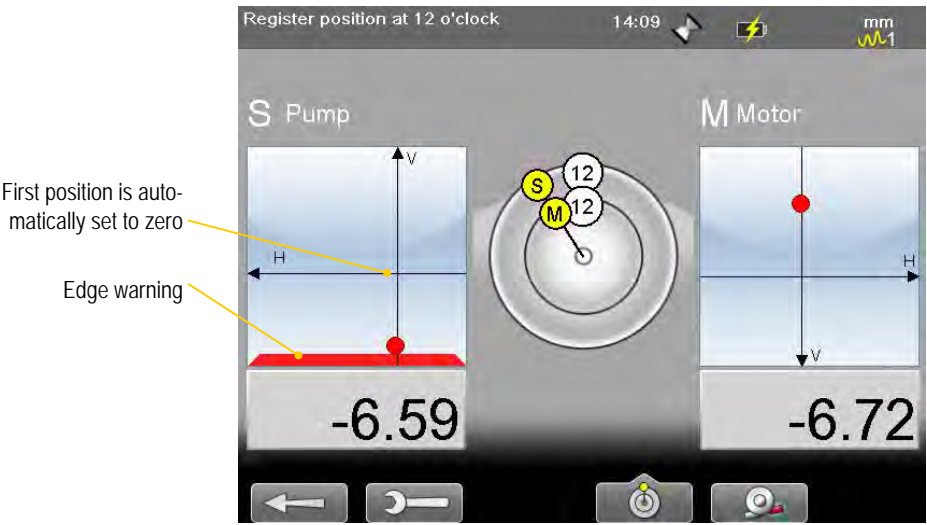 Register position at 12 o'clock
14:09
mm
1
S Pump
M Motor
V
H
First position is auto-
matically set to zero
Edge warning
S
12
M
12
H
V
-6.59
-6.72